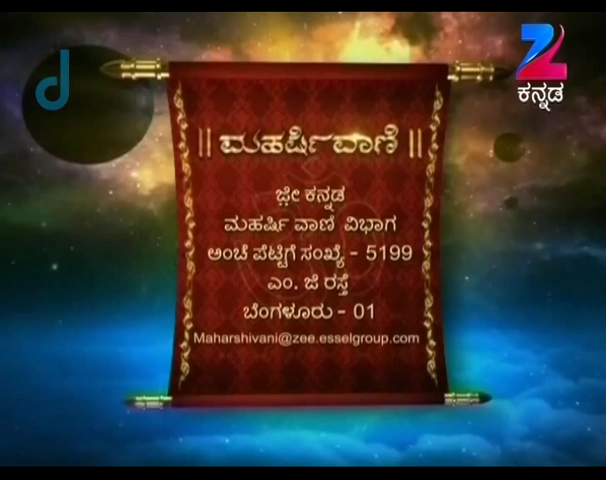 ಕನ್ನಡ
|| ಮಹರ್ಷಿವಾಣಿ ||
ಜ಼ೀ ಕನ್ನಡ
ಮಹರ್ಷಿ ವಾಣಿ ವಿಭಾಗ
ಅಂಚೆ ಪೆಟ್ಟಿಗೆ ಸಂಖ್ಯೆ - 5199
ಎಂ. ಜಿ ರಸ್ತೆ
ಬೆಂಗಳೂರು - 01
Maharshivani@zee.esselgroup.com